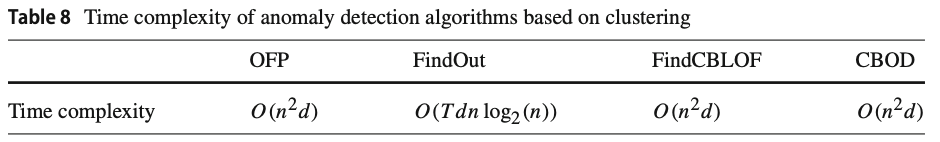 Table 8 Time complexity of anomaly detection algorithms based on clustering
OFP FindOut FindCBLOF CBOD
Time complexity O(n²d) O(Tdn log₂(n)) O(n²d) O(n²d)